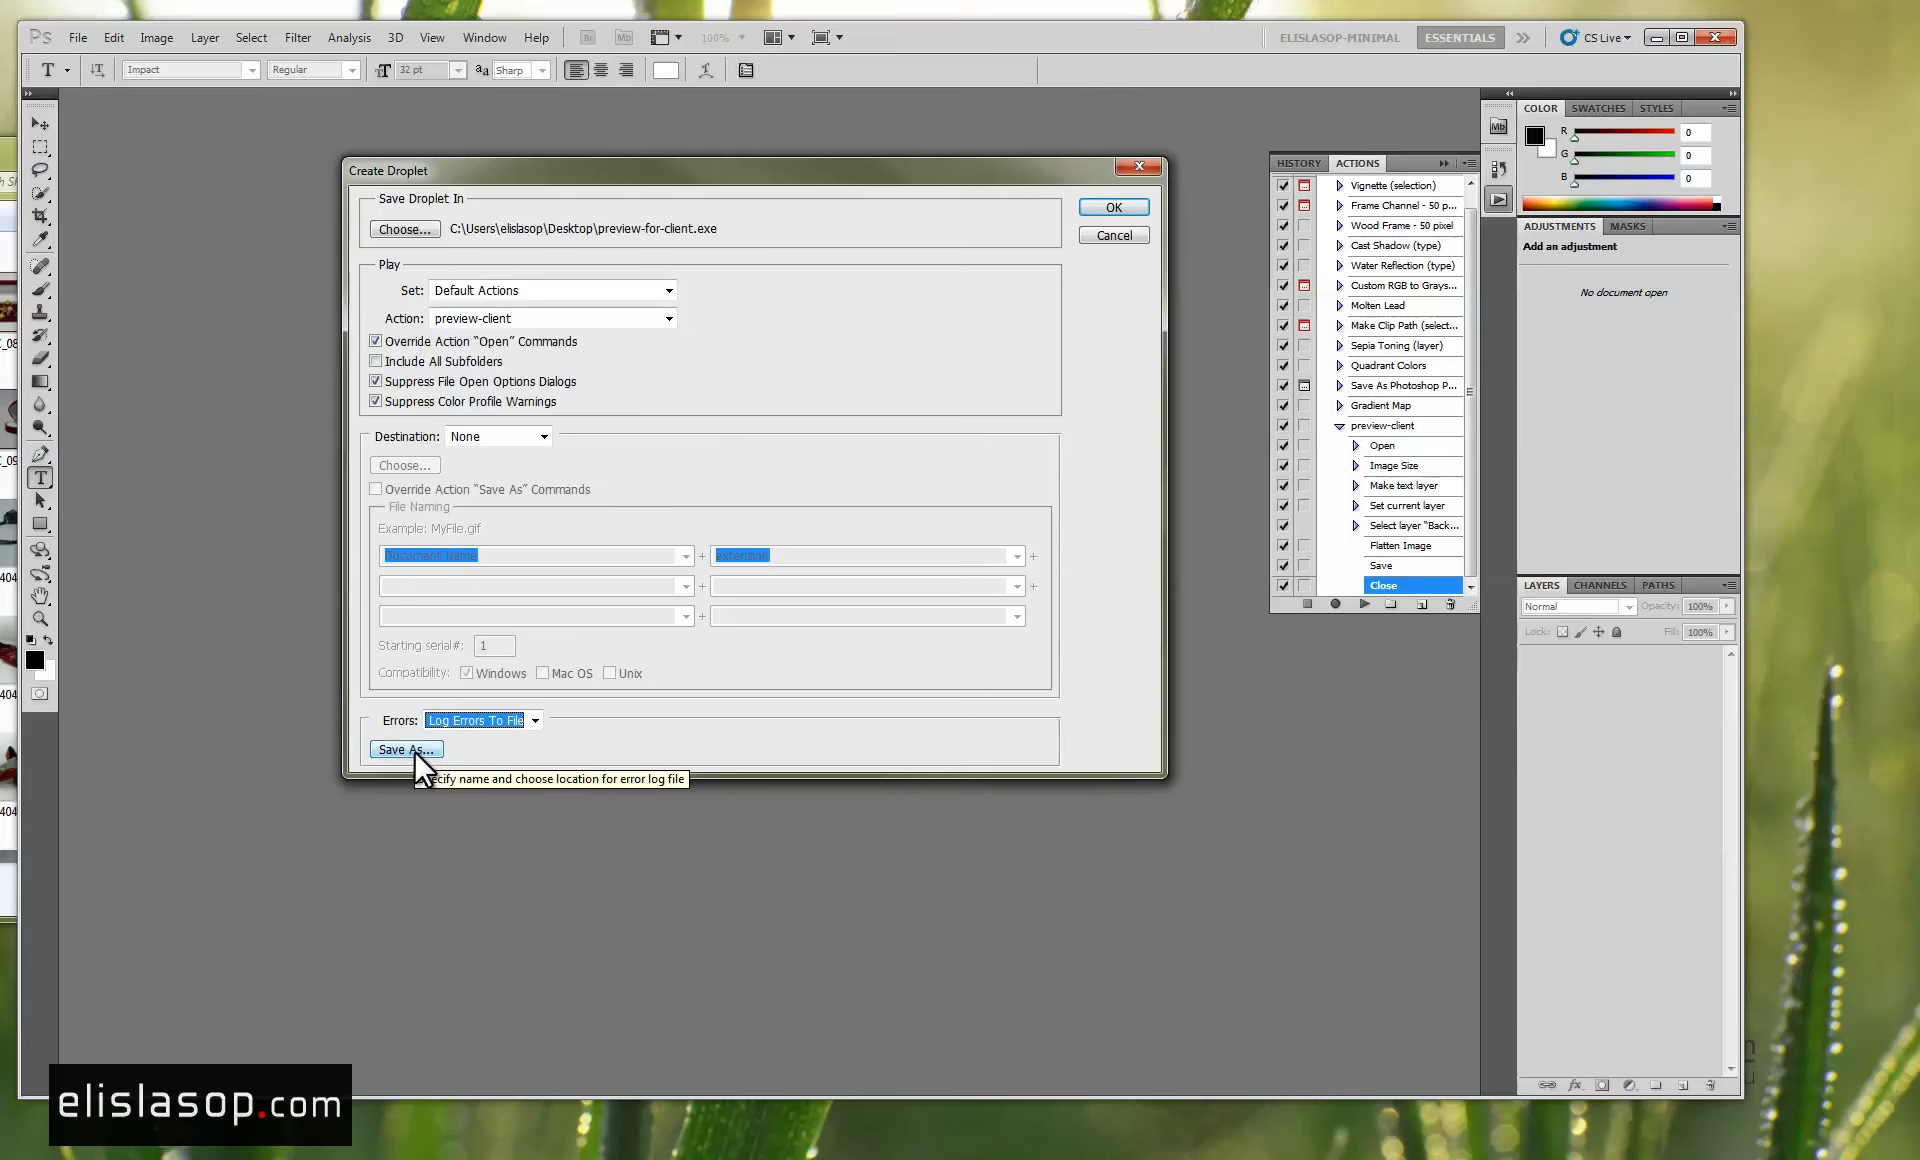 Ps File Edit Image Layer Select Filter Analysis 3D View Window Help Br Mb 100% ELISLASOP-MINIMAL ESSENTIALS CS Live
T Impact Regular 32 pt aa Sharp
Create Droplet
Save Droplet In
Choose... C:\Users\elislasop\Desktop\preview-for-client.exe
OK
Cancel
Play
Set: Default Actions
Action: preview-client
Override Action "Open" Commands
Include All Subfolders
Suppress File Open Options Dialogs
Suppress Color Profile Warnings
Destination: None
Choose...
Override Action "Save As" Commands
File Naming
Example: MyFile.gif
Document Name + extension +
+ +
+
Starting serial#: 1
Compatibility: Windows Mac OS Unix
Errors: Log Errors To File
Save As...
ecify name and choose location for error log file
HISTORY ACTIONS
Vignette (selection)
Frame Channel - 50 p...
Wood Frame - 50 pixel
Cast Shadow (type)
Water Reflection (type)
Custom RGB to Grays...
Molten Lead
Make Clip Path (select...
Sepia Toning (layer)
Quadrant Colors
Save As Photoshop P...
Gradient Map
preview-client
Open
Image Size
Make text layer
Set current layer
Select layer "Back...
Flatten Image
Save
Close
Mb
COLOR SWATCHES STYLES
R 0
G 0
B 0
ADJUSTMENTS MASKS
Add an adjustment
No document open
LAYERS CHANNELS PATHS
Normal Opacity: 100%
Lock: Fill: 100%
fx
elislasop.com